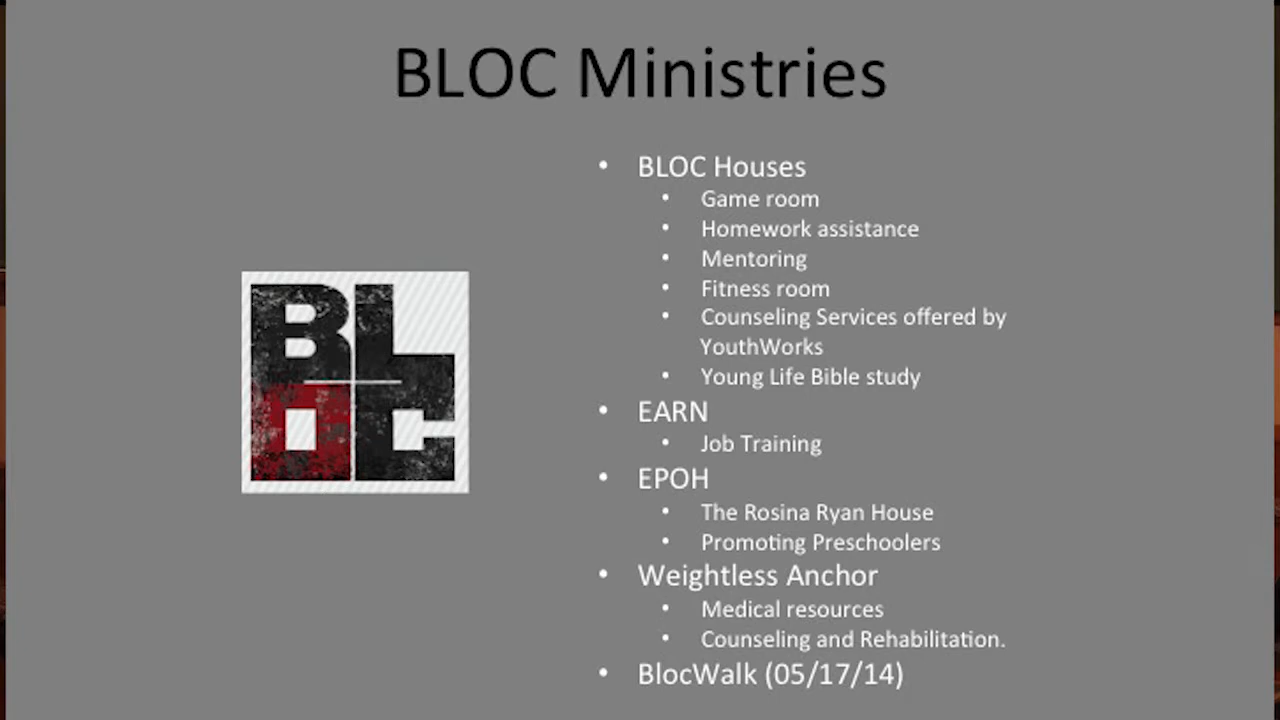 BLOC Ministries
BL
OC
• BLOC Houses
• Game room
• Homework assistance
• Mentoring
• Fitness room
• Counseling Services offered by
YouthWorks
• Young Life Bible study
• EARN
• Job Training
• EPOH
• The Rosina Ryan House
• Promoting Preschoolers
• Weightless Anchor
• Medical resources
• Counseling and Rehabilitation.
• BlocWalk (05/17/14)